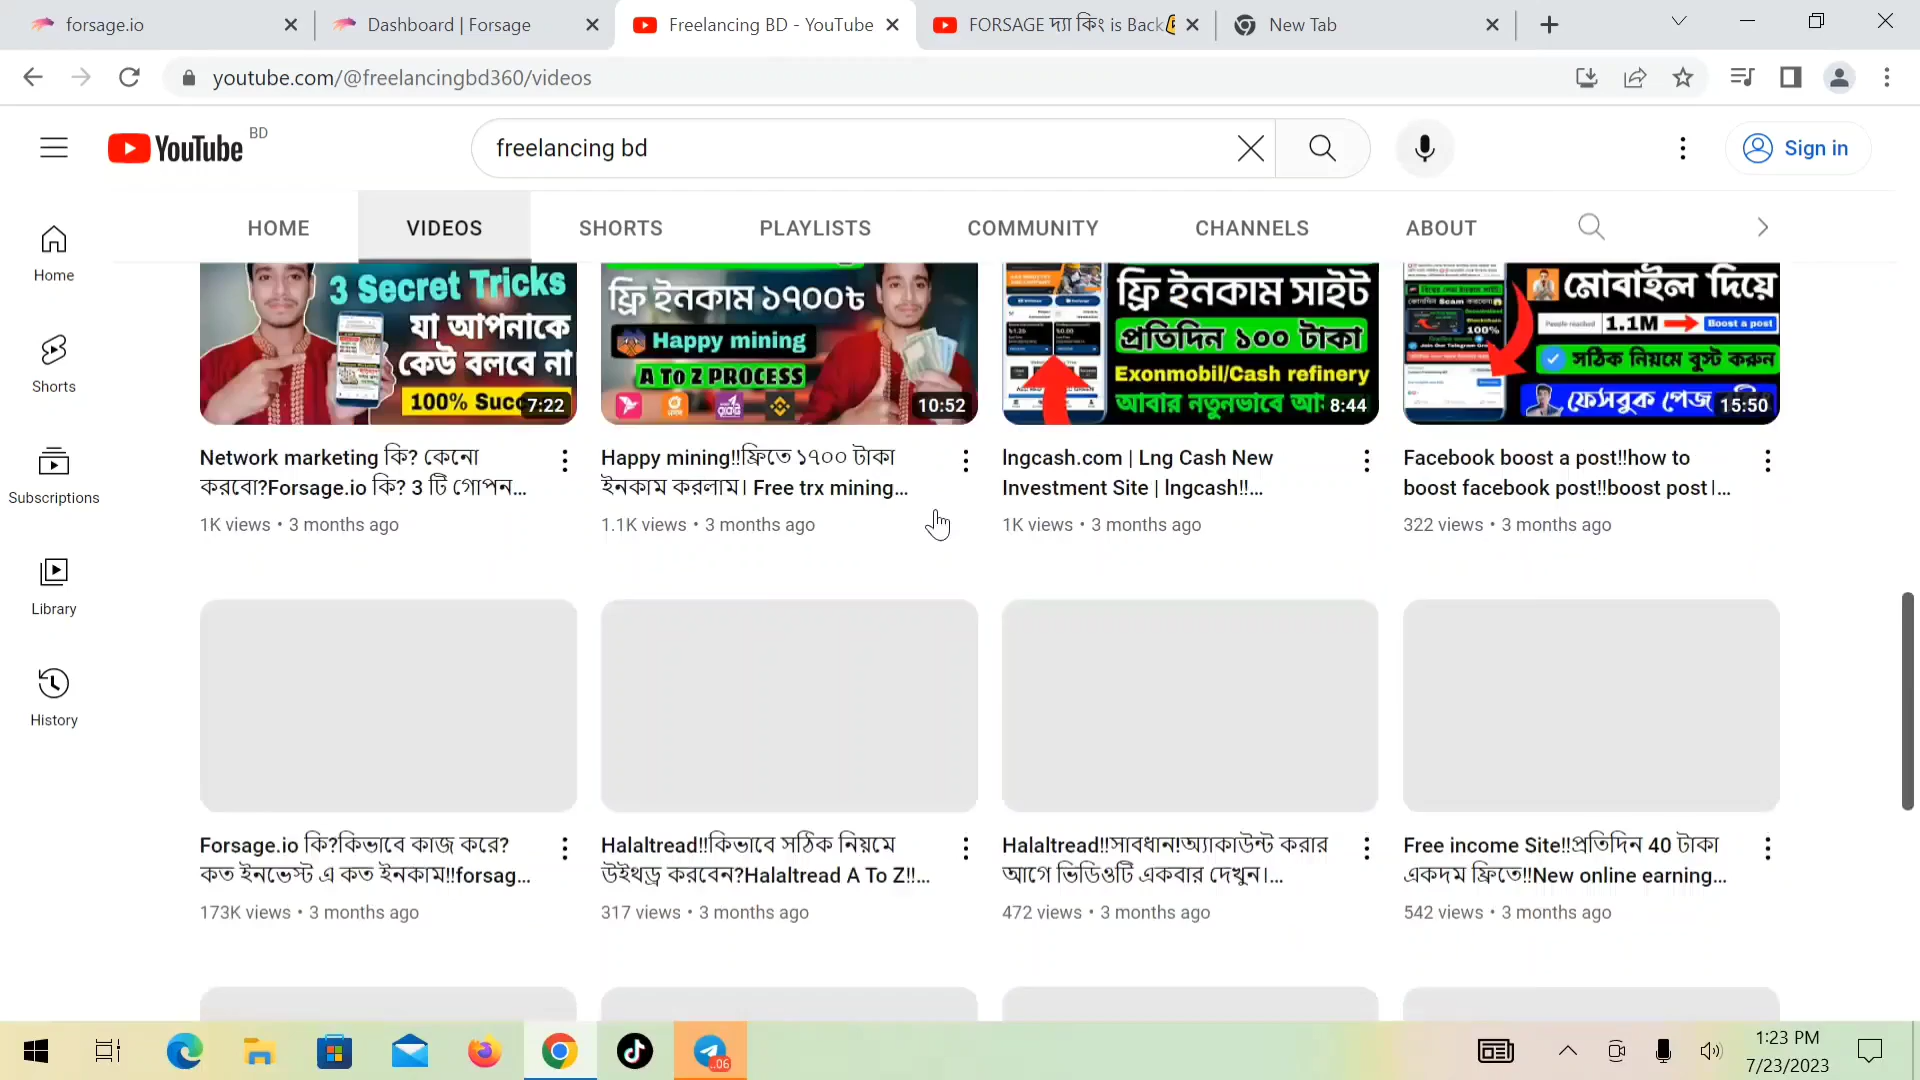 forsage.io
Dashboard | Forsage
Freelancing BD - YouTube
FORSAGE দ্যা কিং is Back
New Tab
youtube.com/@freelancingbd360/videos
YouTube BD
freelancing bd
Sign in
HOME
VIDEOS
SHORTS
PLAYLISTS
COMMUNITY
CHANNELS
ABOUT
Home
Shorts
Subscriptions
Library
History
3 Secret Tricks
যা আপনাকে
কেউ বলবে না
100% Succ
7:22
Network marketing কি? কেনো
করবো?Forsage.io কি? 3 টি গোপন...
1K views • 3 months ago
ফ্রি ইনকাম ১৭০০৳
Happy mining
A To Z PROCESS
10:52
Happy mining!!ফ্রিতে ১৭০০ টাকা
ইনকাম করলাম। Free trx mining...
1.1K views • 3 months ago
ফ্রি ইনকাম সাইট
প্রতিদিন ১০০ টাকা
Exonmobil/Cash refinery
আবার নতুনভাবে আ
8:44
lngcash.com | Lng Cash New
Investment Site | lngcash!!...
1K views • 3 months ago
মোবাইল দিয়ে
People reached 1.1M Boost a post
100%
সঠিক নিয়মে বুস্ট করুন
ফেসবুক পেজ
15:50
Facebook boost a post!!how to
boost facebook post!!boost post।...
322 views • 3 months ago
Forsage.io কি?কিভাবে কাজ করে?
কত ইনভেস্ট এ কত ইনকাম!!forsag...
173K views • 3 months ago
Halaltread!!কিভাবে সঠিক নিয়মে
উইথড্র করবেন?Halaltread A To Z!!...
317 views • 3 months ago
Halaltread!!সাবধান!অ্যাকাউন্ট করার
আগে ভিডিওটি একবার দেখুন।...
472 views • 3 months ago
Free income Site!!প্রতিদিন 40 টাকা
একদম ফ্রিতে!!New online earning...
542 views • 3 months ago
..06
1:23 PM
7/23/2023